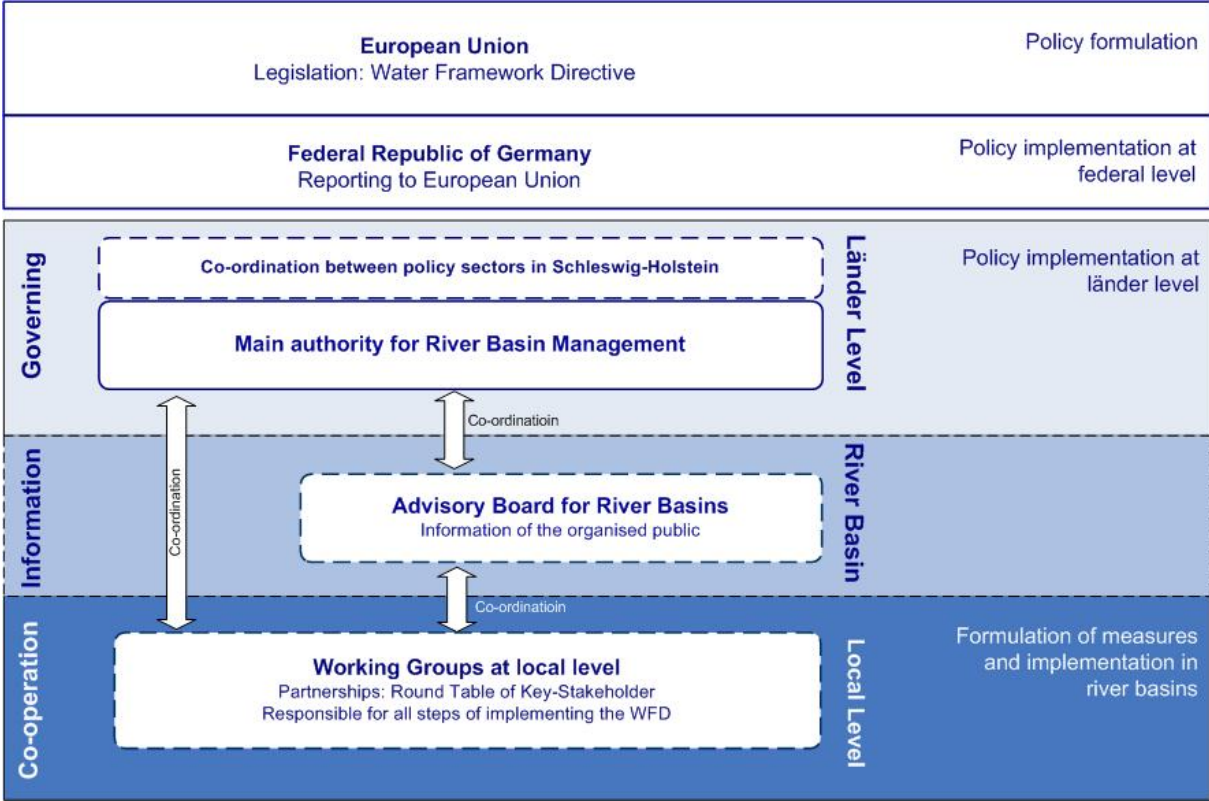 European Union
Legislation: Water Framework Directive
Policy formulation
Federal Republic of Germany
Reporting to European Union
Policy implementation at
federal level
Governing
Co-ordination between policy sectors in Schleswig-Holstein
Main authority for River Basin Management
Länder Level
Policy implementation at
länder level
Co-ordinatioin
Co-ordination
Information
Advisory Board for River Basins
Information of the organised public
River Basin
Co-ordinatioin
Co-operation
Working Groups at local level
Partnerships: Round Table of Key-Stakeholder
Responsible for all steps of implementing the WFD
Local Level
Formulation of measures
and implementation in
river basins